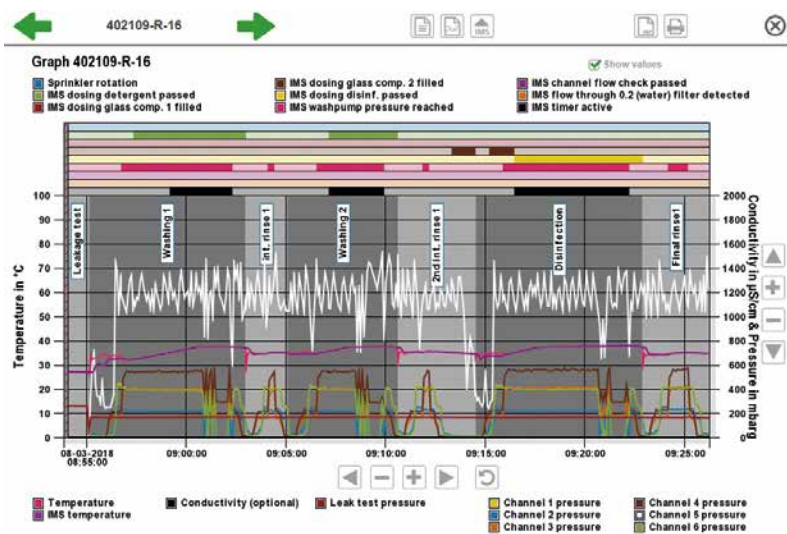 402109-R-16
IMS
Graph 402109-R-16
Show values
Sprinkler rotation
IMS dosing detergent passed
IMS dosing glass comp. 1 filled
IMS dosing glass comp. 2 filled
IMS dosing disinf. passed
IMS washpump pressure reached
IMS channel flow check passed
IMS flow through 0.2 (water) filter detected
IMS timer active
100
90
80
70
60
50
40
30
20
10
0
Temperature in °C
Leakage test
Washing 1
int. rinse 1
Washing 2
2nd int. rinse 1
Disinfection
Final rinse1
2000
1800
1600
1400
1200
1000
800
600
400
200
0
Conductivity in µS/cm & Pressure in mbarg
08-03-2018
08:55:00
09:00:00
09:05:00
09:10:00
09:15:00
09:20:00
09:25:00
Temperature
IMS temperature
Conductivity (optional)
Leak test pressure
Channel 1 pressure
Channel 2 pressure
Channel 3 pressure
Channel 4 pressure
Channel 5 pressure
Channel 6 pressure